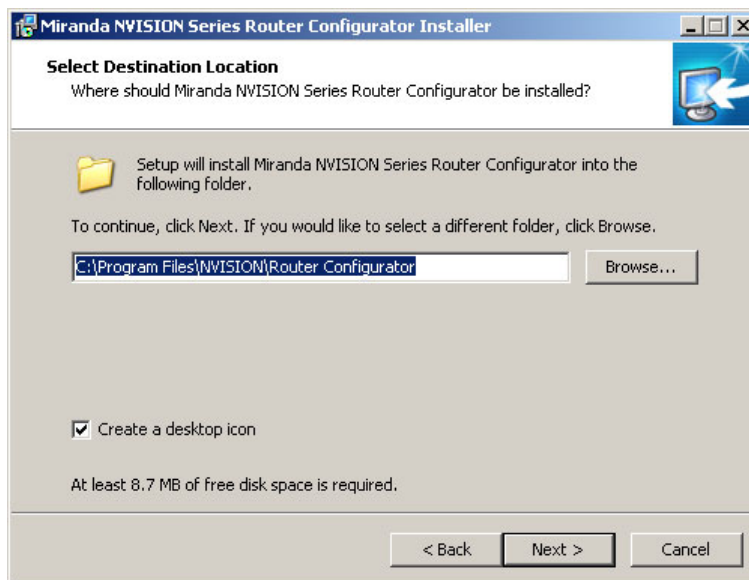 Miranda NVISION Series Router Configurator Installer
Select Destination Location
Where should Miranda NVISION Series Router Configurator be installed?
Setup will install Miranda NVISION Series Router Configurator into the
following folder.
To continue, click Next. If you would like to select a different folder, click Browse.
C:\Program Files\NVISION\Router Configurator
Browse...
Create a desktop icon
At least 8.7 MB of free disk space is required.
< Back
Next >
Cancel